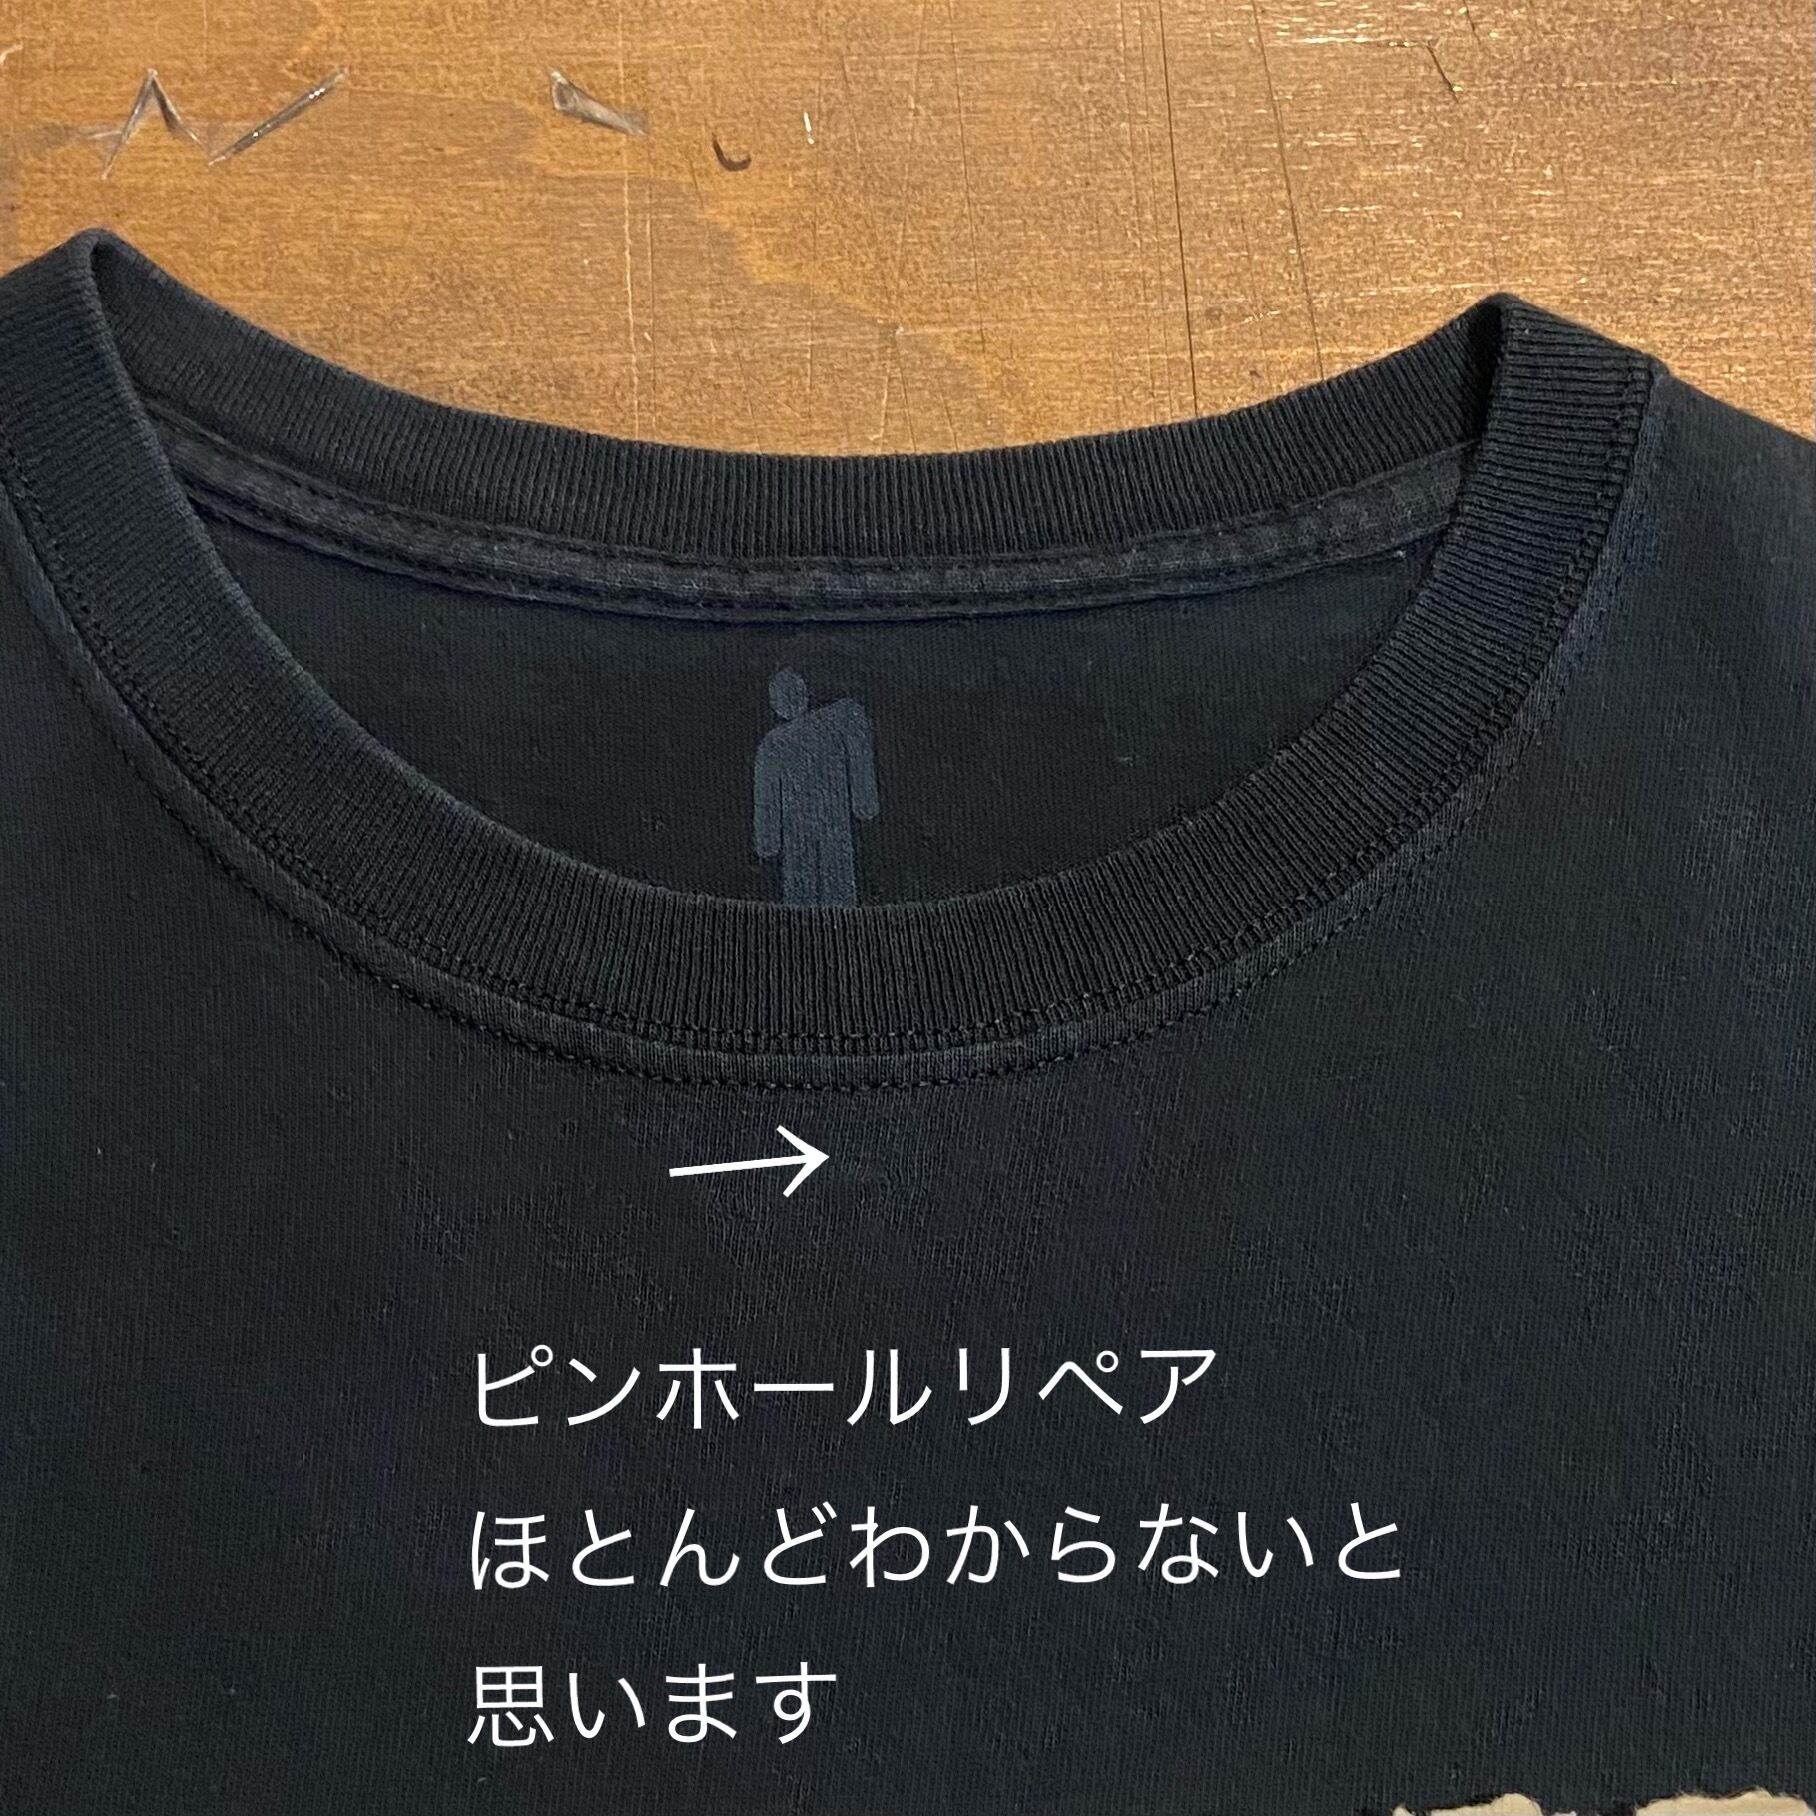 ピンホールリペア
ほとんどわからないと
思います